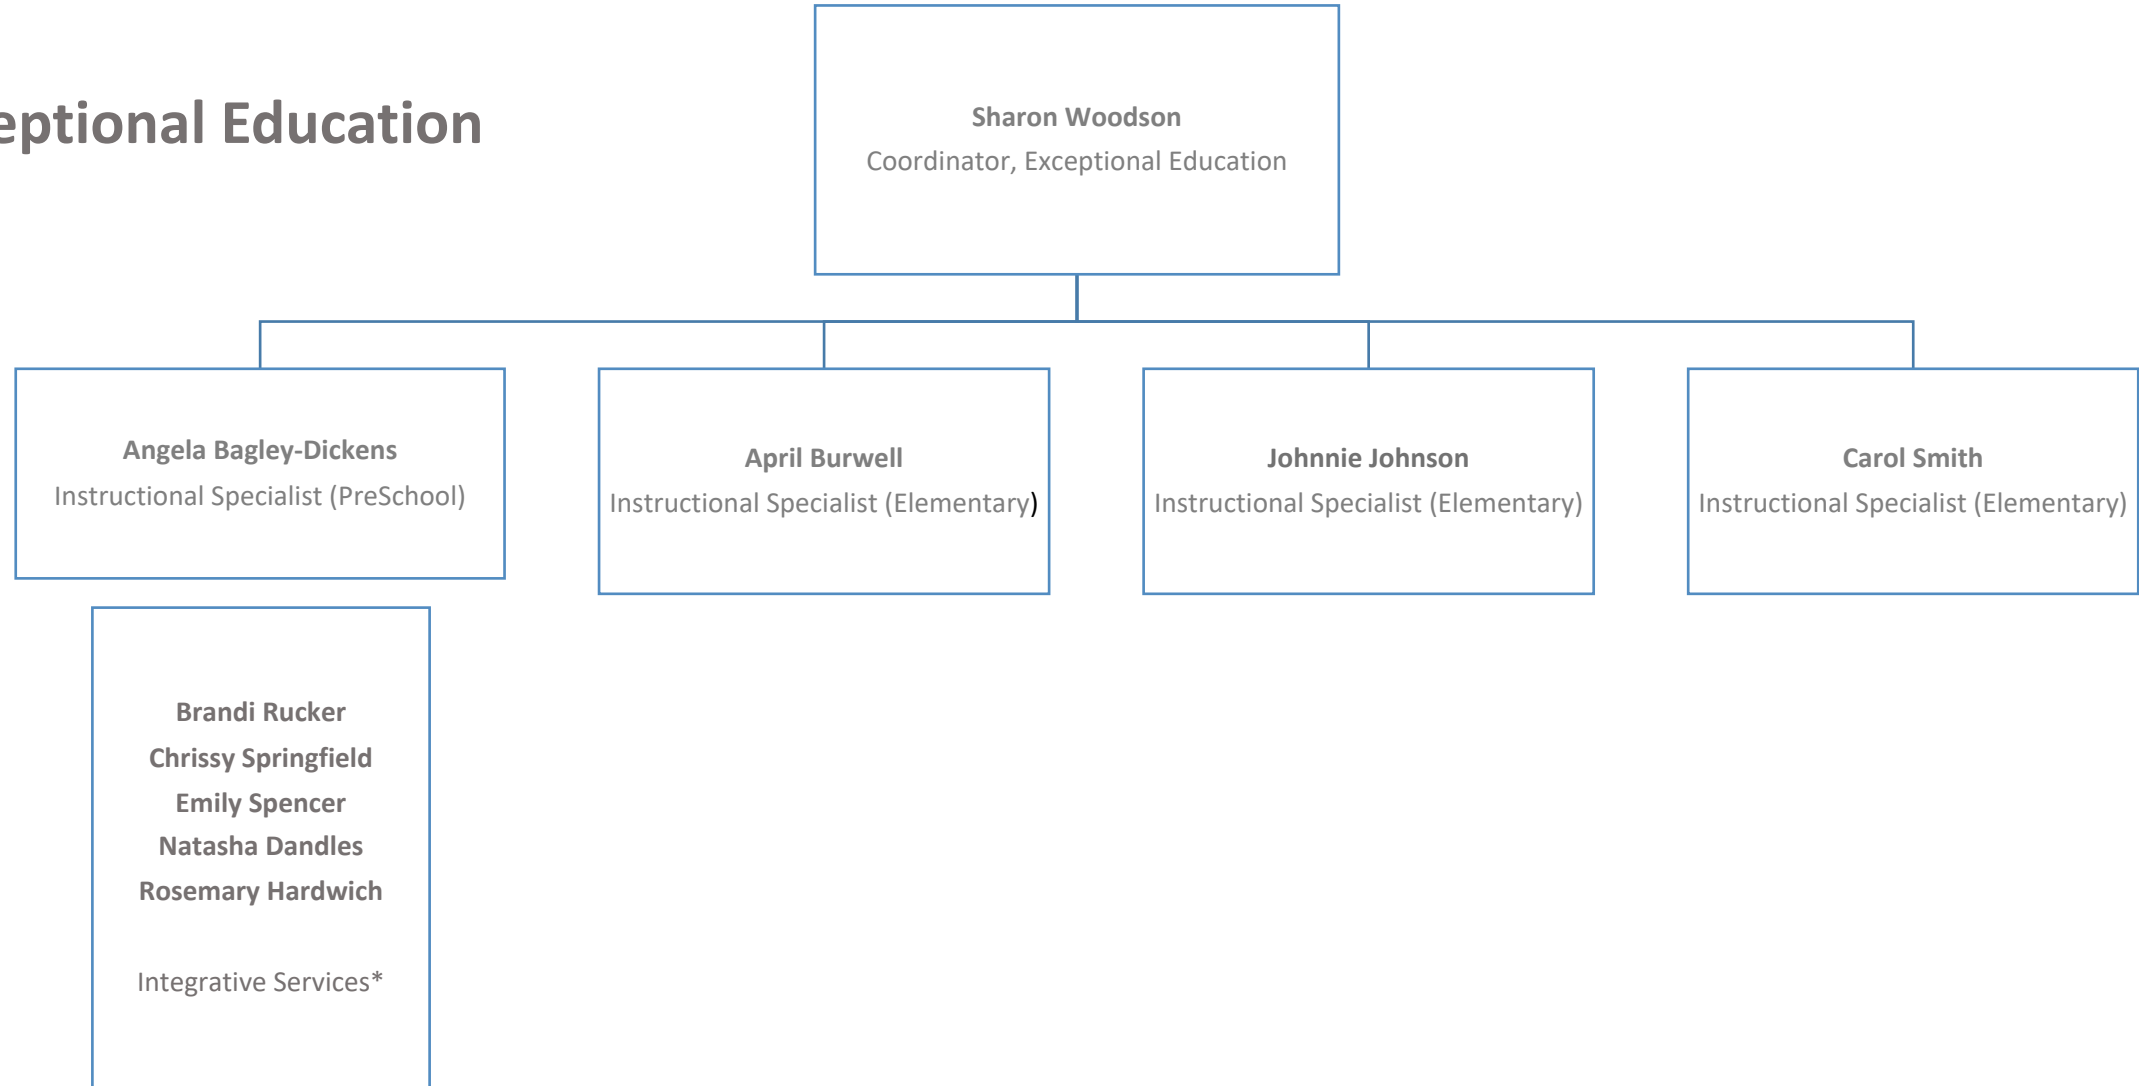 eptional Education
Sharon Woodson
Coordinator, Exceptional Education
Angela Bagley-Dickens
Instructional Specialist (PreSchool)
April Burwell
Instructional Specialist (Elementary)
Johnnie Johnson
Instructional Specialist (Elementary)
Carol Smith
Instructional Specialist (Elementary)
Brandi Rucker
Chrissy Springfield
Emily Spencer
Natasha Dandles
Rosemary Hardwich
Integrative Services*